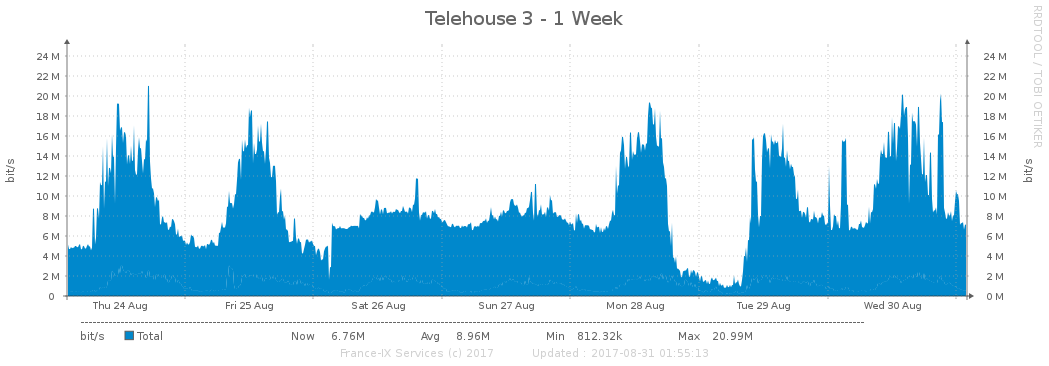 Telehouse 3 - 1 Week
RRDTOOL / TOBI OETIKER
bit/s
24 M 24 M
22 M 22 M
20 M 20 M
18 M 18 M
16 M 16 M
14 M 14 M
12 M 12 M
10 M 10 M
8 M 8 M
6 M 6 M
4 M 4 M
2 M 2 M
0 0 M
bit/s
Thu 24 Aug Fri 25 Aug Sat 26 Aug Sun 27 Aug Mon 28 Aug Tue 29 Aug Wed 30 Aug
bit/s Total Now 6.76M Avg 8.96M Min 812.32k Max 20.99M
France-IX Services (c) 2017 Updated : 2017-08-31 01:55:13